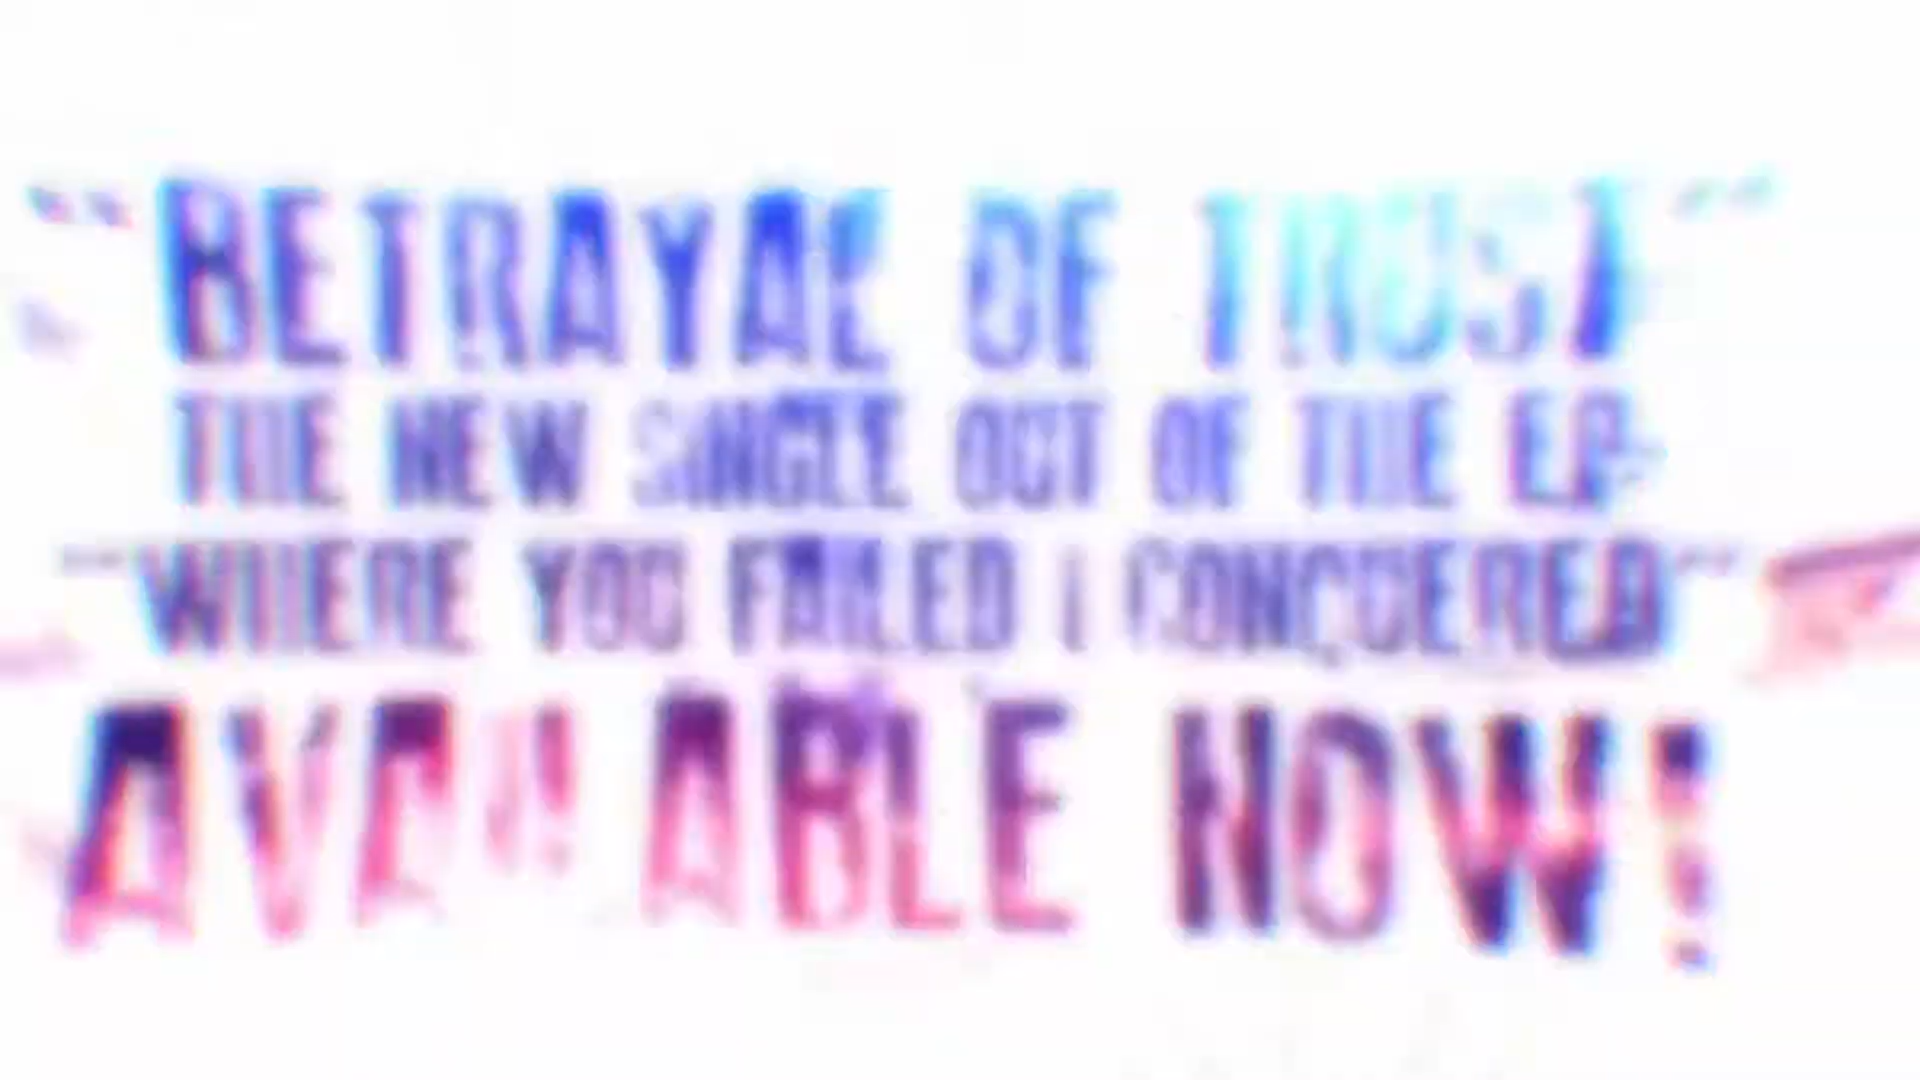 "BETRAYAL OF TRUST"
THE NEW SINGLE OUT OF THE EP
"WHERE YOU FAILED I CONQUERED"
AVAILABLE NOW!